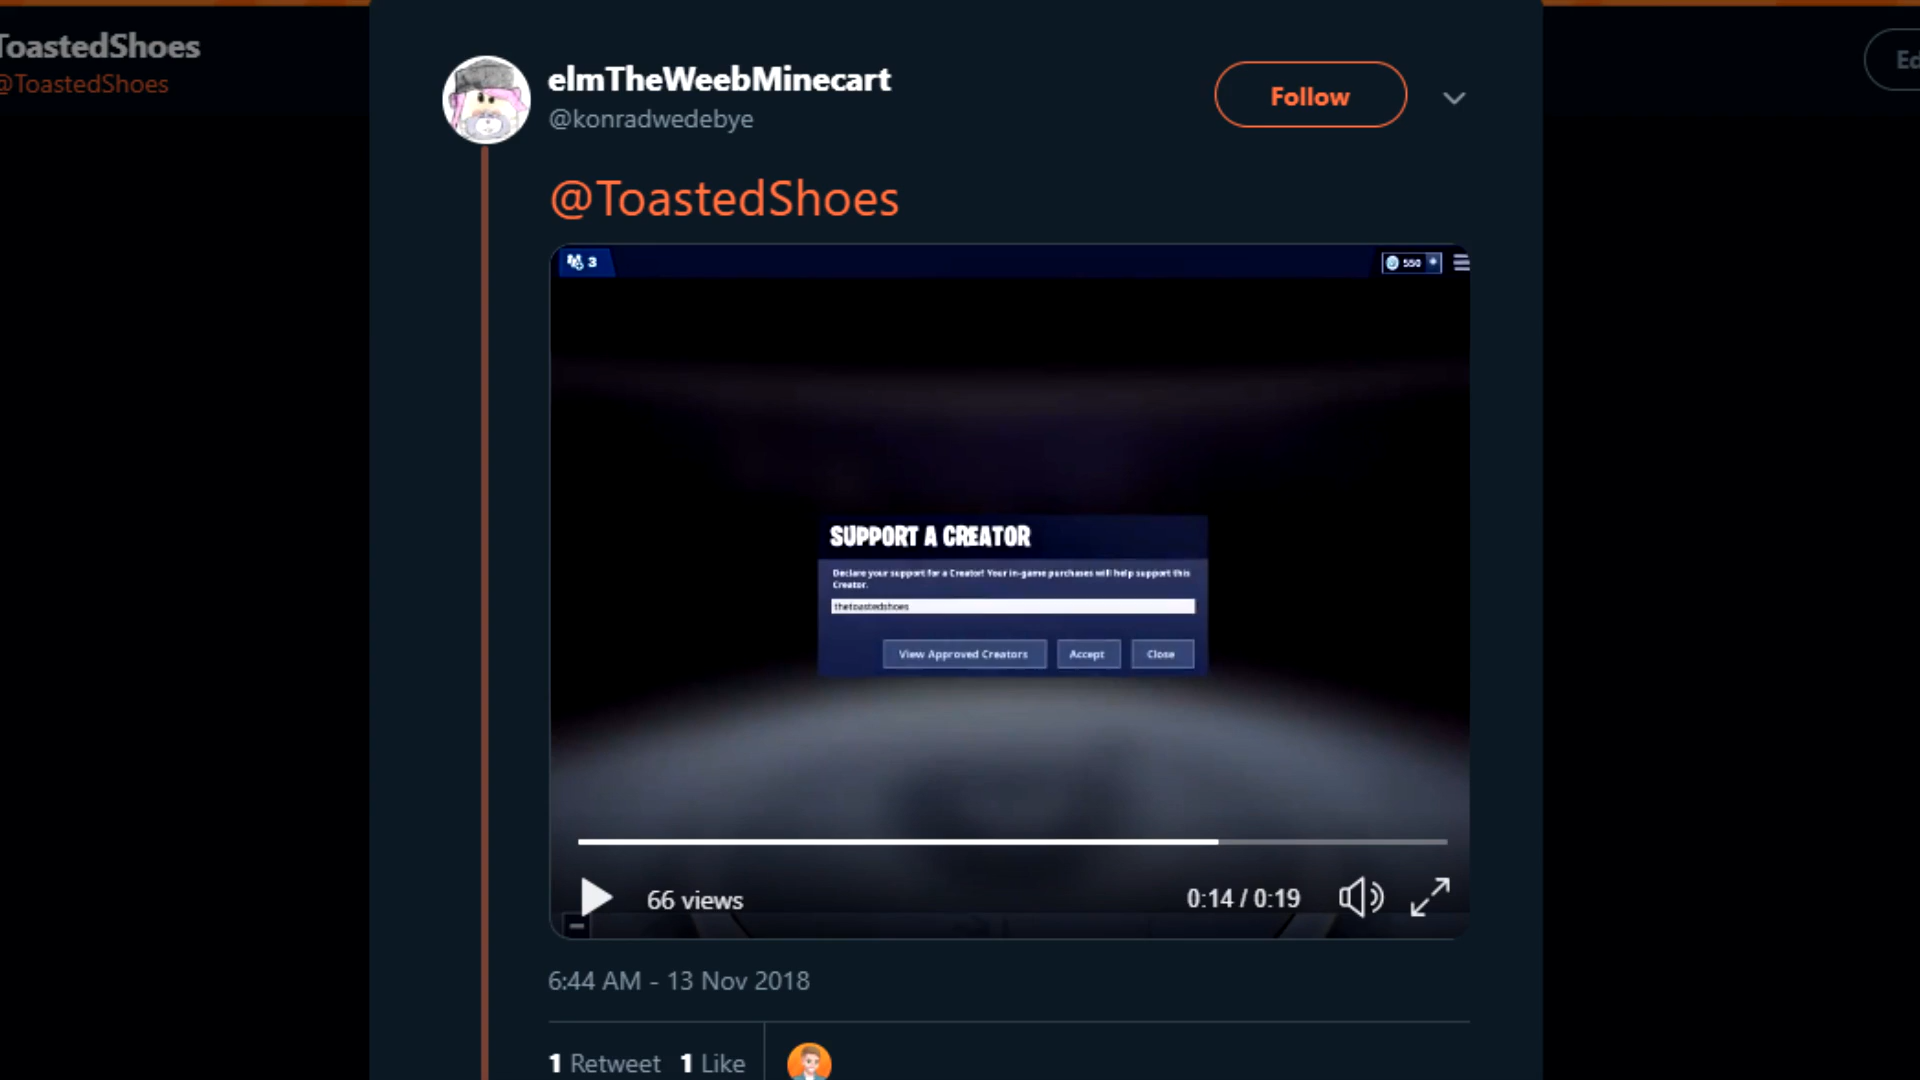 ToastedShoes
@ToastedShoes
Ed
elmTheWeebMinecart
@konradwedebye
Follow
@ToastedShoes
3
550
SUPPORT A CREATOR
Declare your support for a Creator! Your in-game purchases will help support this
Creator.
thetoastedshoes
View Approved Creators
Accept
Close
66 views
0:14 / 0:19
6:44 AM - 13 Nov 2018
1 Retweet 1 Like